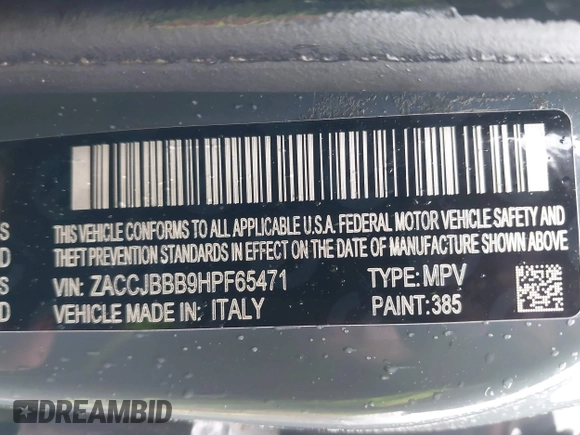 THIS VEHICLE CONFORMS TO ALL APPLICABLE U.S.A. FEDERAL MOTOR VEHICLE SAFETY AND
THEFT PREVENTION STANDARDS IN EFFECT ON THE DATE OF MANUFACTURE SHOWN ABOVE
VIN: ZACCJBBB9HPF65471 TYPE: MPV
VEHICLE MADE IN: ITALY PAINT: 385
S
D
S
D
DREAMBID